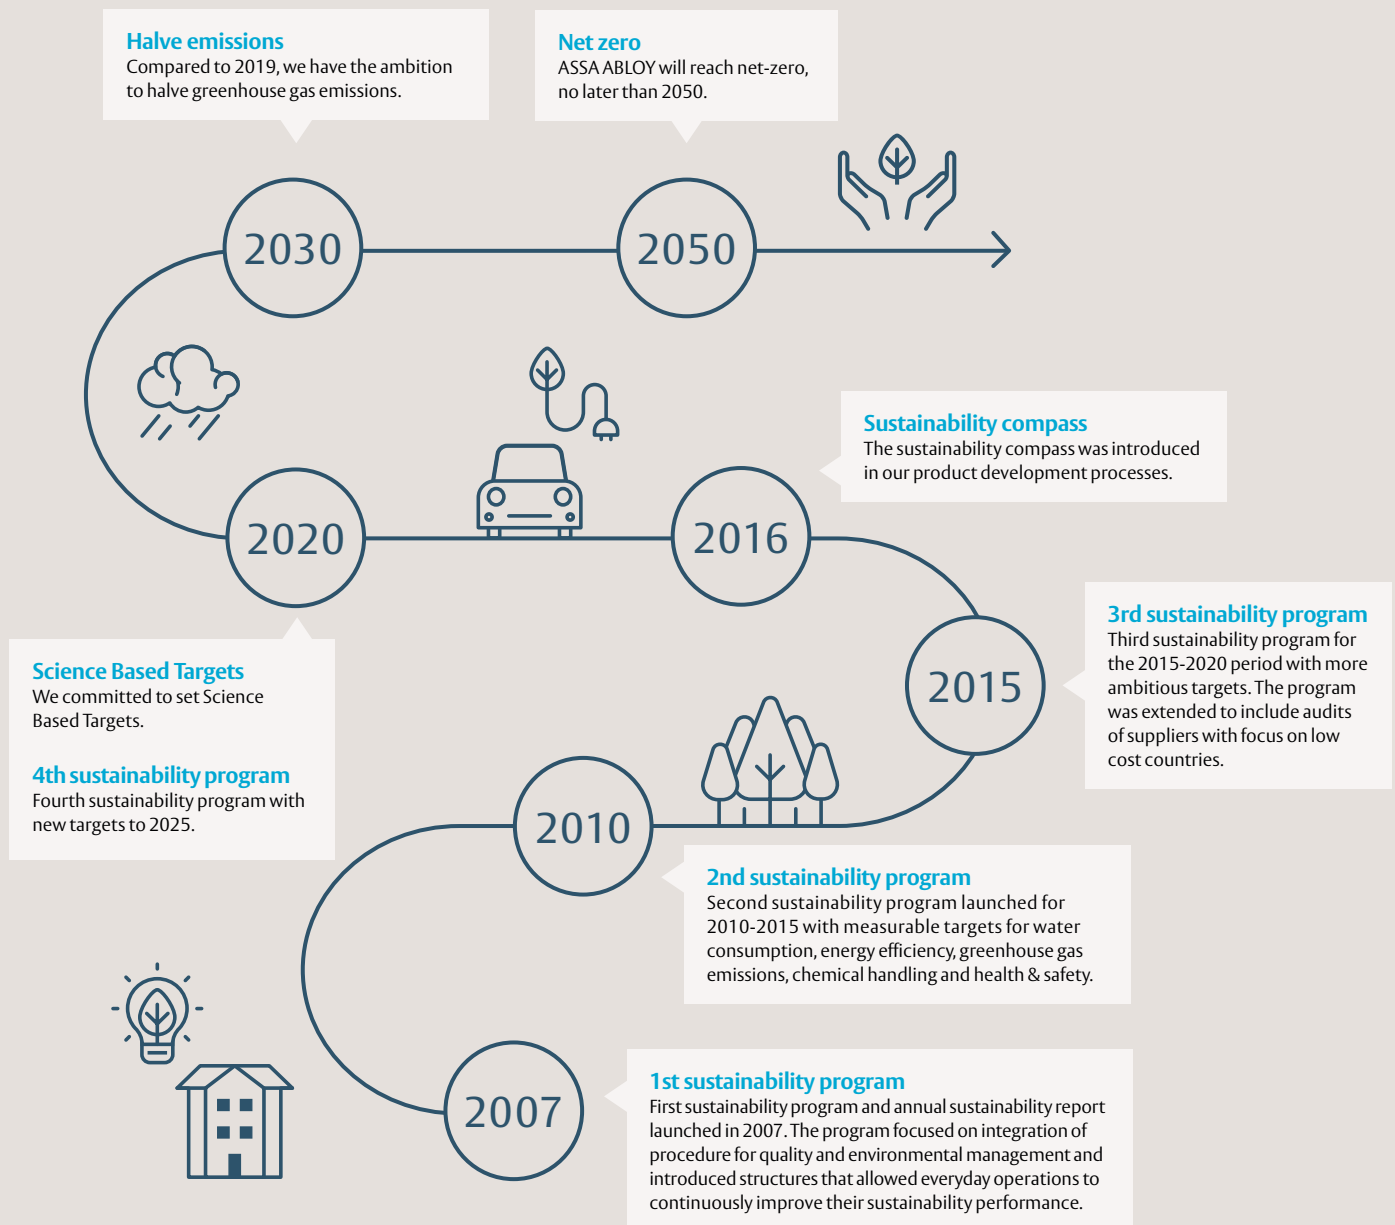 Halve emissions
Compared to 2019, we have the ambition
to halve greenhouse gas emissions.
Net zero
ASSA ABLOY will reach net-zero,
no later than 2050.
2030
2050
Sustainability compass
The sustainability compass was introduced
in our product development processes.
2020
2016
3rd sustainability program
Third sustainability program for
the 2015-2020 period with more
ambitious targets. The program
was extended to include audits
of suppliers with focus on low
cost countries.
2015
Science Based Targets
We committed to set Science
Based Targets.
4th sustainability program
Fourth sustainability program with
new targets to 2025.
2010
2nd sustainability program
Second sustainability program launched for
2010-2015 with measurable targets for water
consumption, energy efficiency, greenhouse gas
emissions, chemical handling and health & safety.
2007
1st sustainability program
First sustainability program and annual sustainability report
launched in 2007. The program focused on integration of
procedure for quality and environmental management and
introduced structures that allowed everyday operations to
continuously improve their sustainability performance.